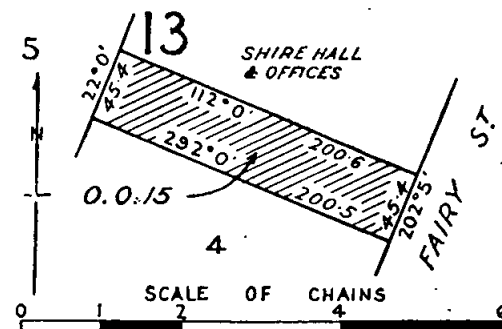 13
5
SHIRE HALL
& OFFICES
22°0'
45.4
112°0'
200.6
N
292°0'
200.5
45.4
202°5'
FAIRY ST.
0.0.15
4
SCALE OF CHAINS
0 1 2 4 6